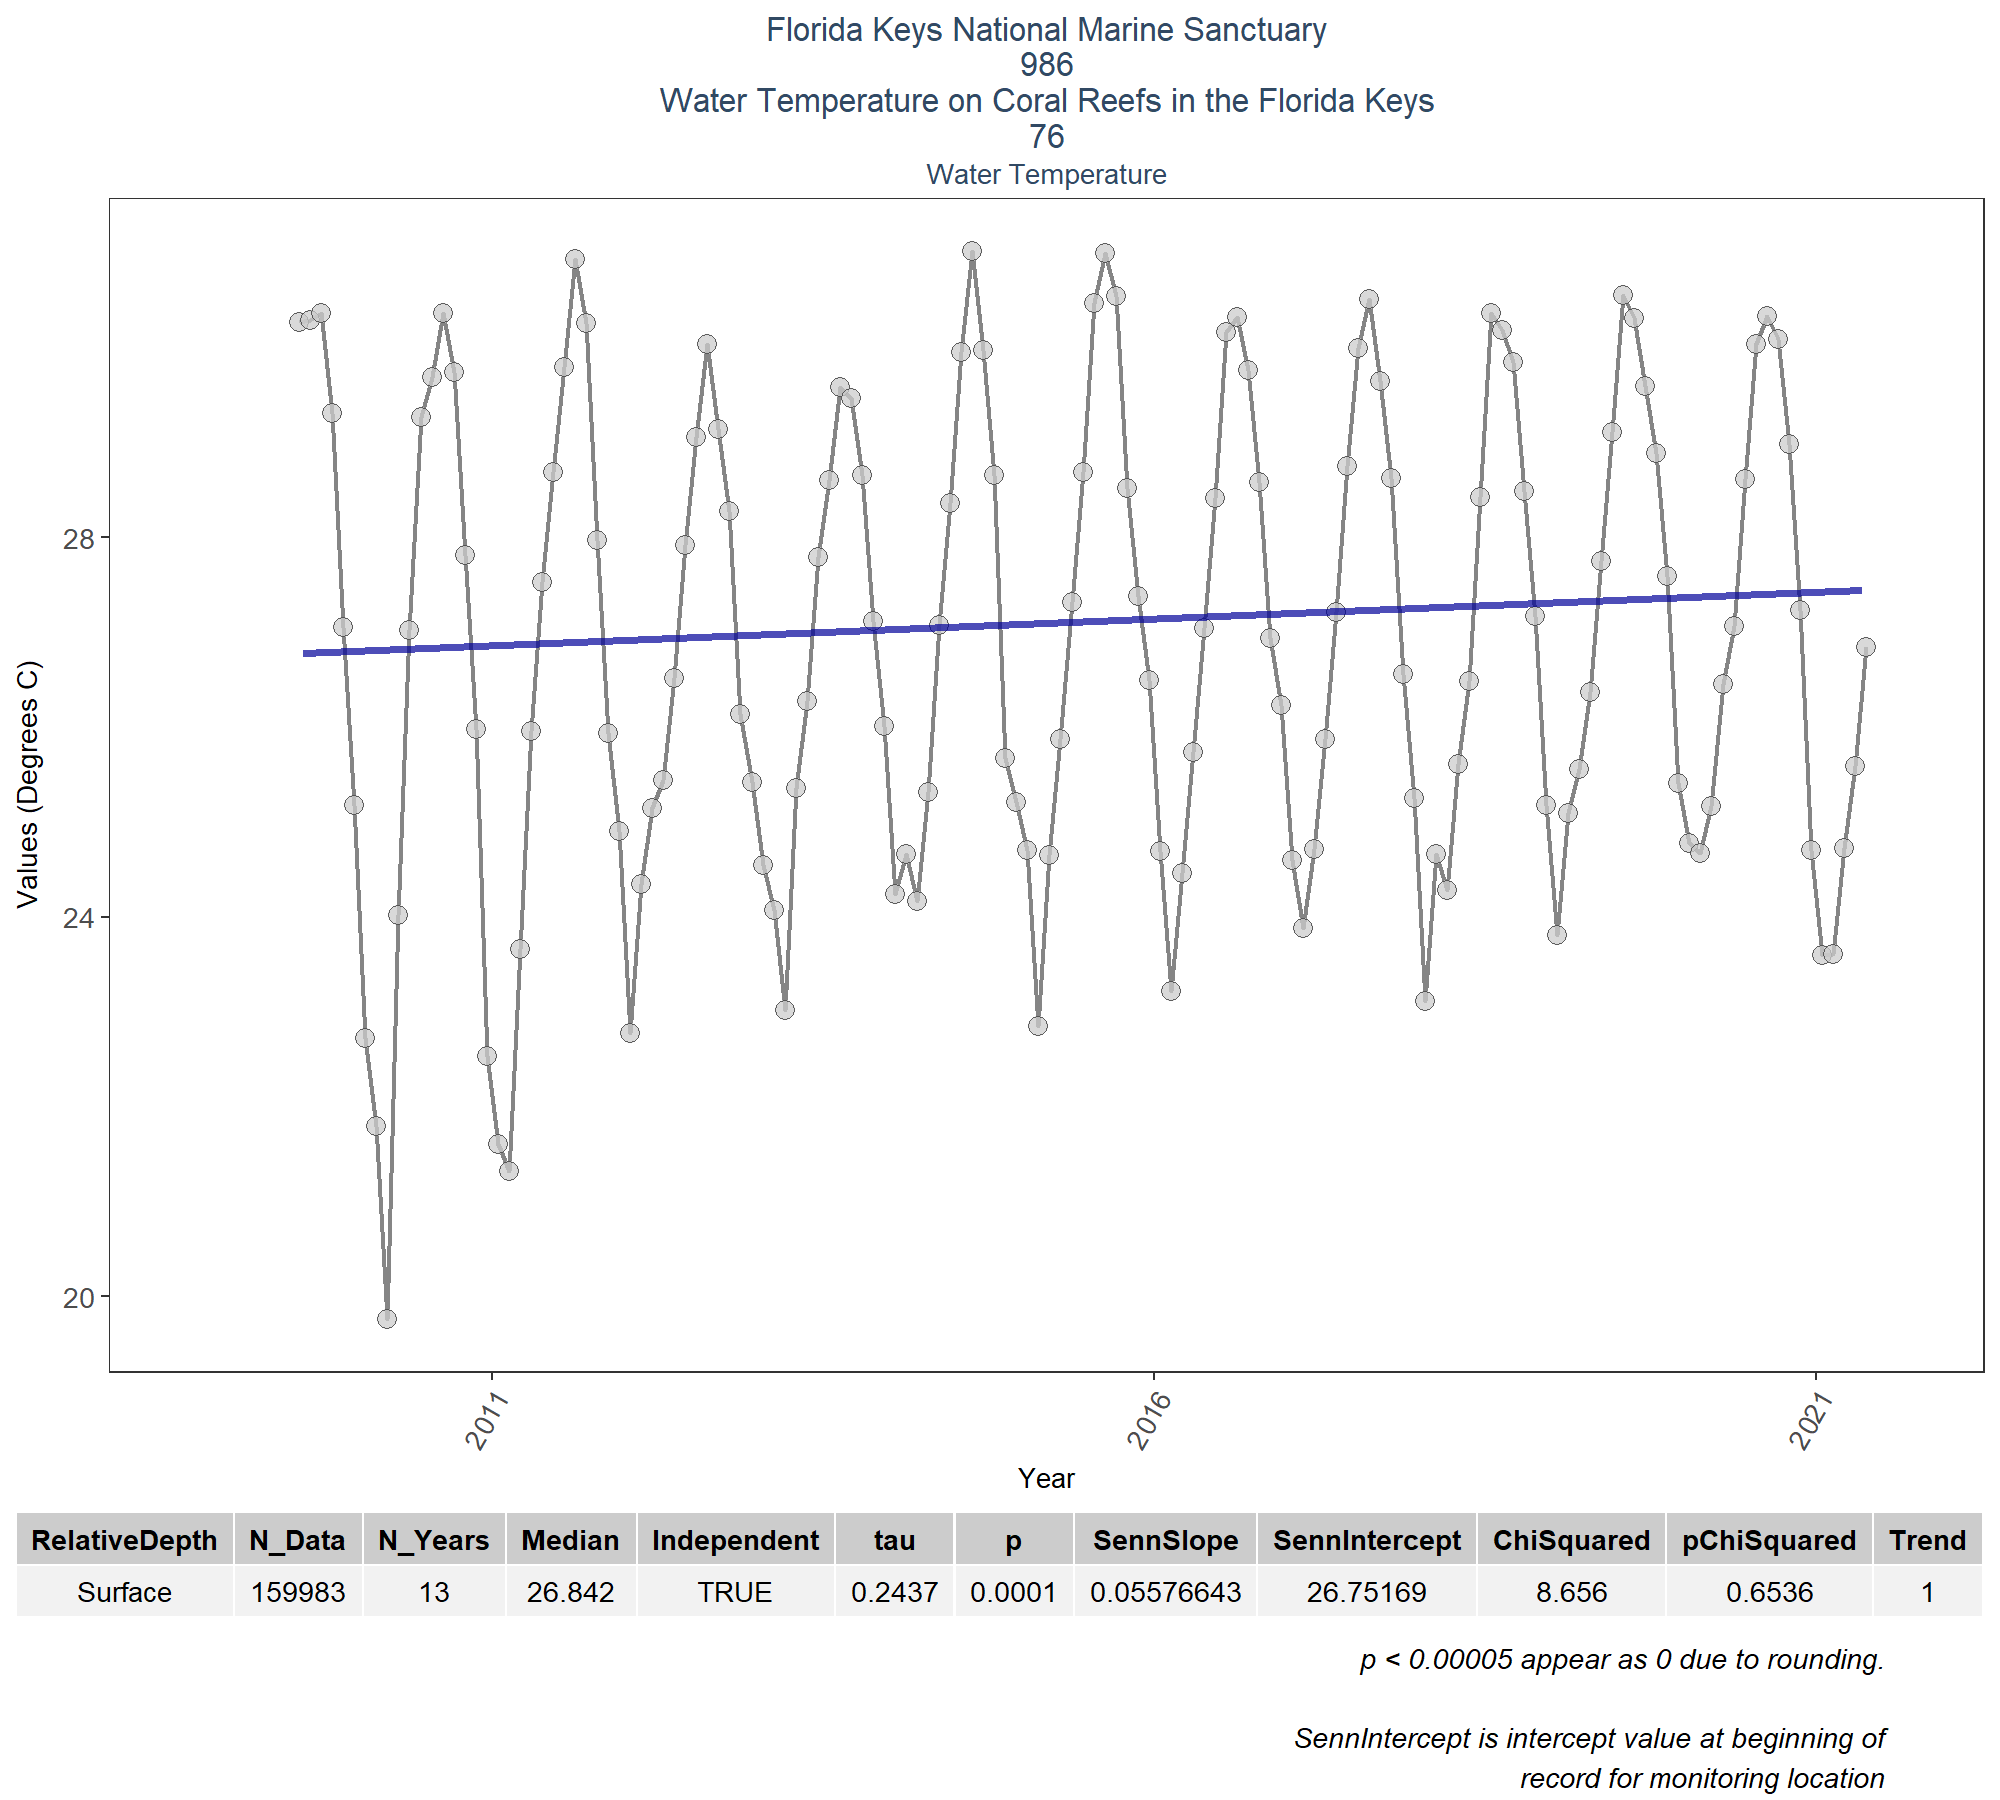 Florida Keys National Marine Sanctuary
986
Water Temperature on Coral Reefs in the Florida Keys
76
Water Temperature
Values (Degrees C)
28
24
20
2011
2016
2021
Year
RelativeDepth N_Data N_Years Median Independent tau p SennSlope SennIntercept ChiSquared pChiSquared Trend
Surface 159983 13 26.842 TRUE 0.2437 0.0001 0.05576643 26.75169 8.656 0.6536 1
p < 0.00005 appear as 0 due to rounding.
SennIntercept is intercept value at beginning of
record for monitoring location